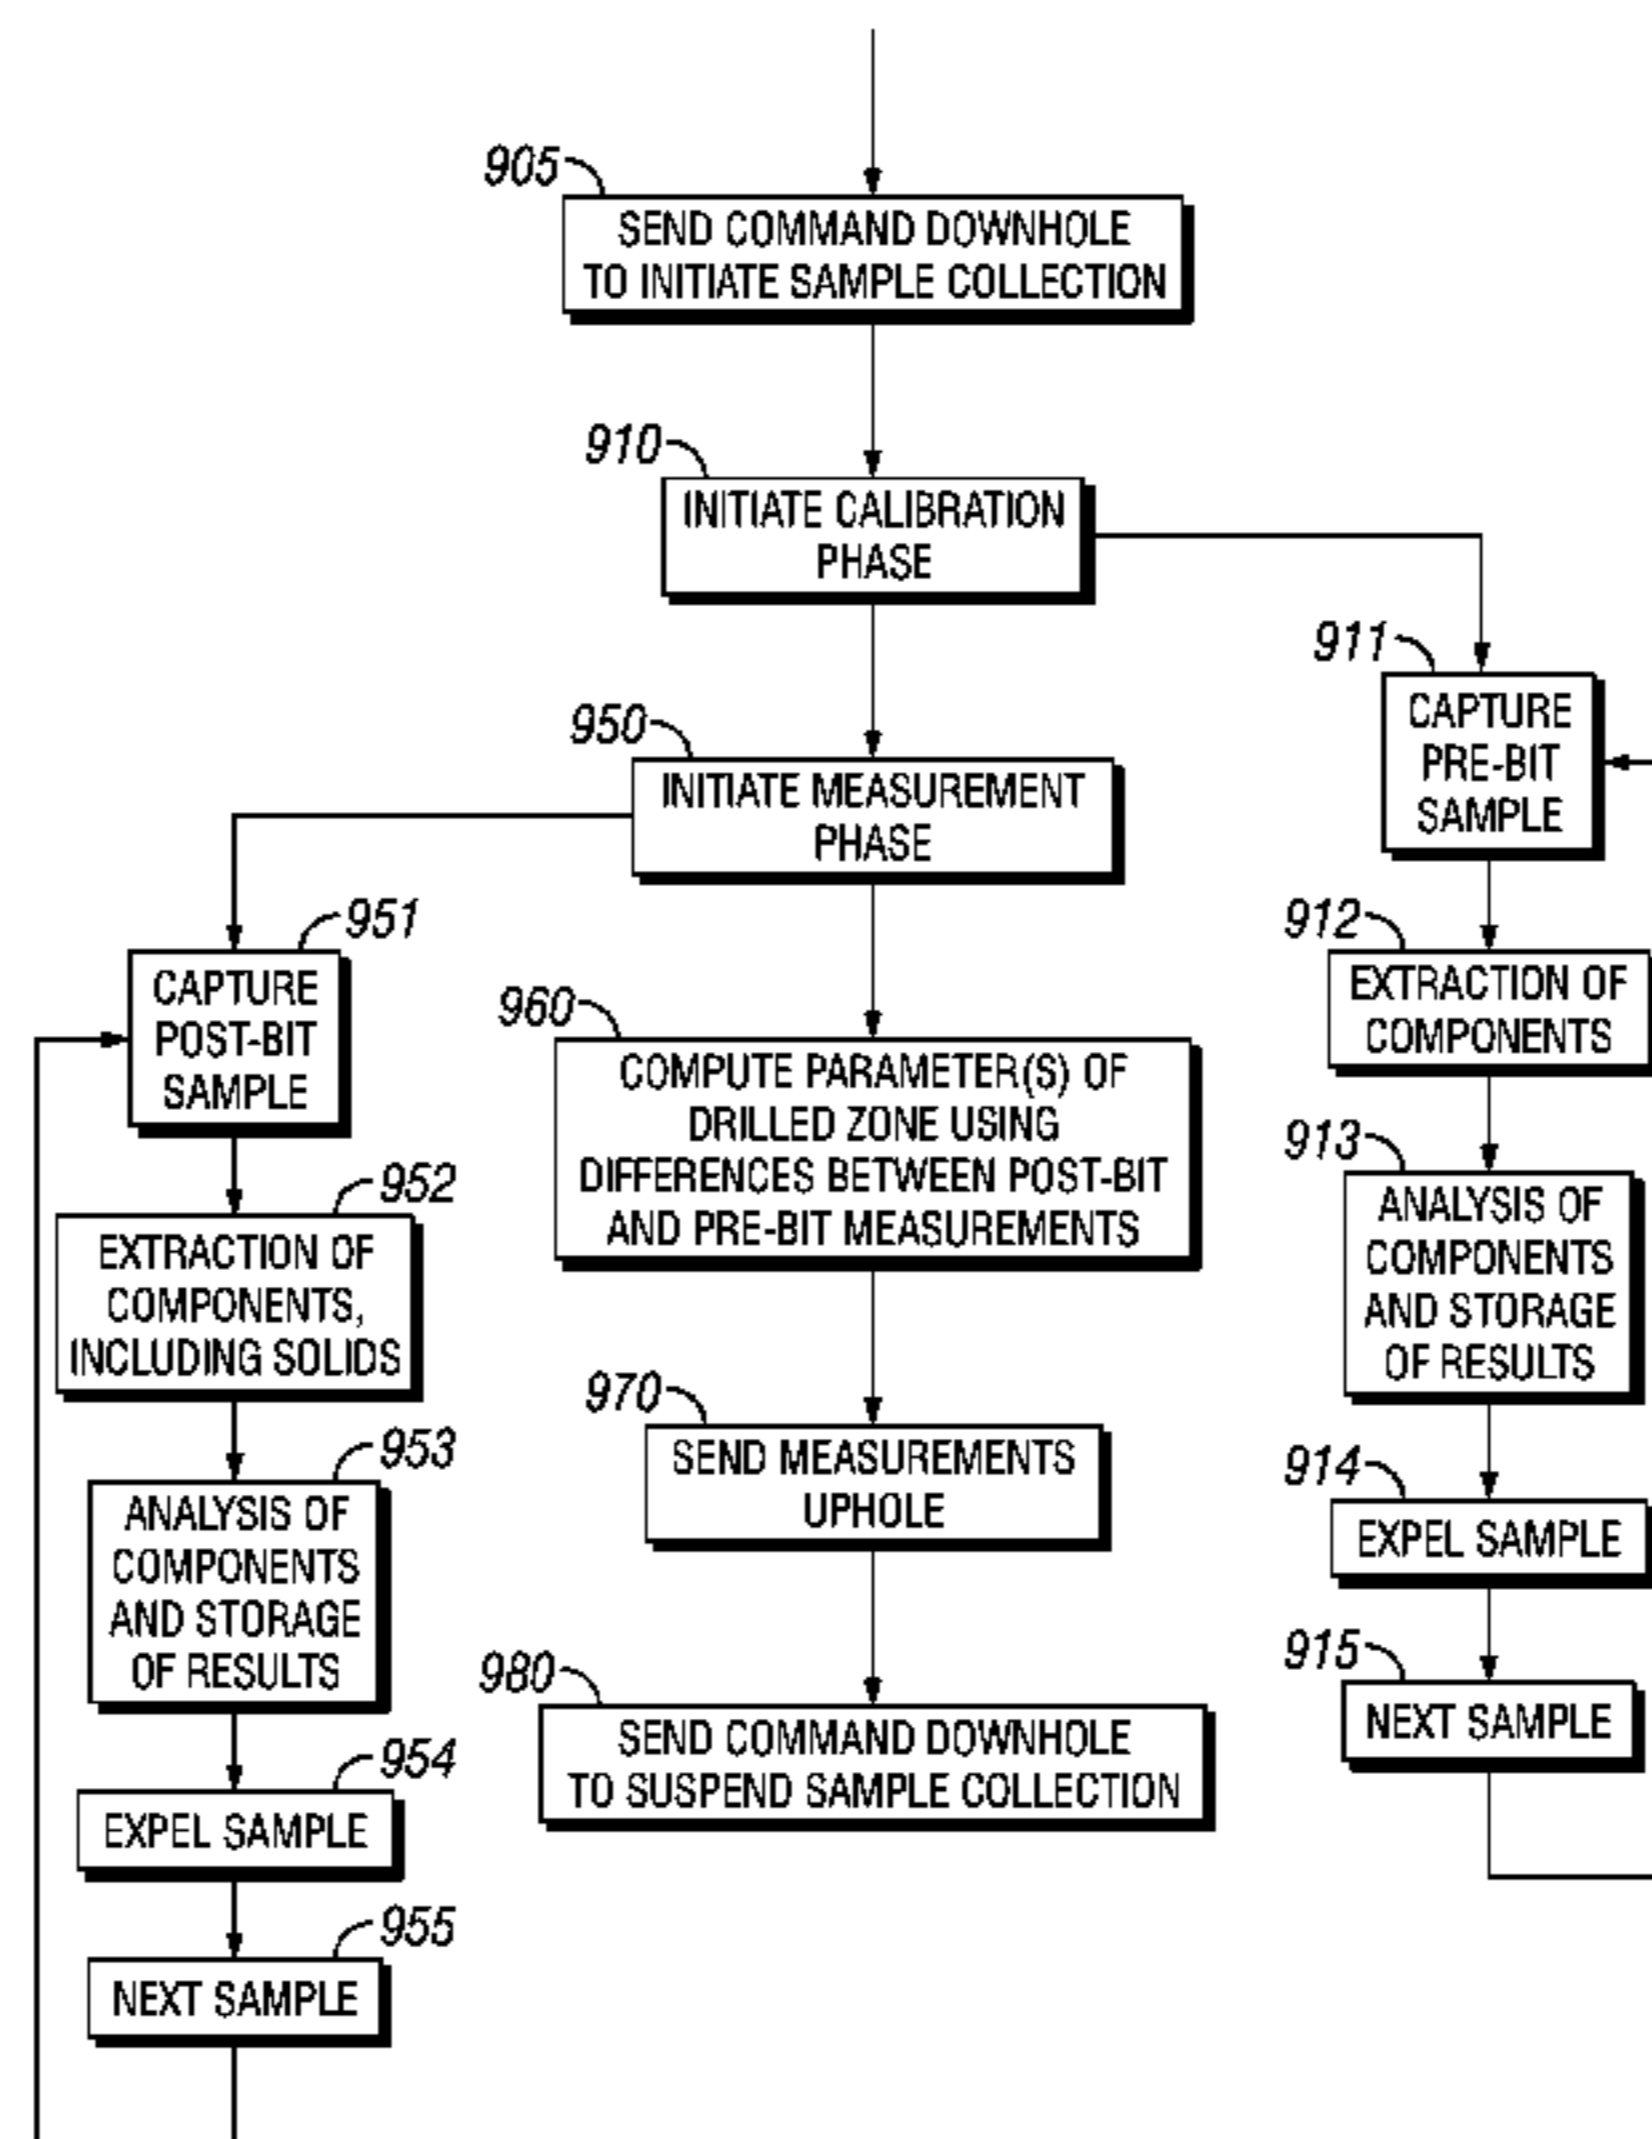 905
SEND COMMAND DOWNHOLE
TO INITIATE SAMPLE COLLECTION
910
INITIATE CALIBRATION
PHASE
911
CAPTURE
PRE-BIT
SAMPLE
950
INITIATE MEASUREMENT
PHASE
951
CAPTURE
POST-BIT
SAMPLE
912
EXTRACTION OF
COMPONENTS
960
COMPUTE PARAMETER(S) OF
DRILLED ZONE USING
DIFFERENCES BETWEEN POST-BIT
AND PRE-BIT MEASUREMENTS
913
ANALYSIS OF
COMPONENTS
AND STORAGE
OF RESULTS
952
EXTRACTION OF
COMPONENTS,
INCLUDING SOLIDS
970
SEND MEASUREMENTS
UPHOLE
953
ANALYSIS OF
COMPONENTS
AND STORAGE
OF RESULTS
914
EXPEL SAMPLE
915
NEXT SAMPLE
980
SEND COMMAND DOWNHOLE
TO SUSPEND SAMPLE COLLECTION
954
EXPEL SAMPLE
955
NEXT SAMPLE